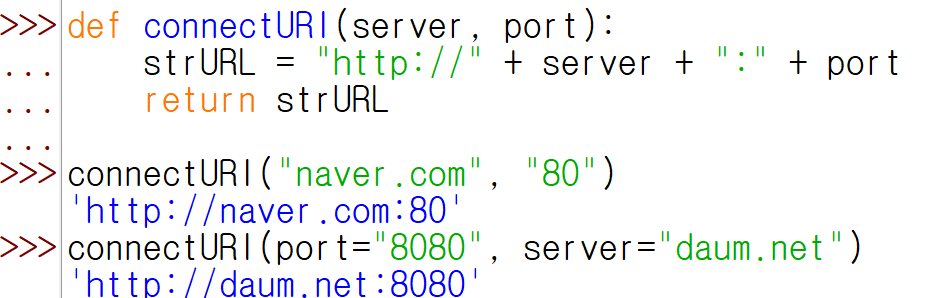 >>> def connectURI(server, port):
...     strURL = "http://" + server + ":" + port
...     return strURL
...
>>> connectURI("naver.com", "80")
'http://naver.com:80'
>>> connectURI(port="8080", server="daum.net")
'http://daum.net:8080'